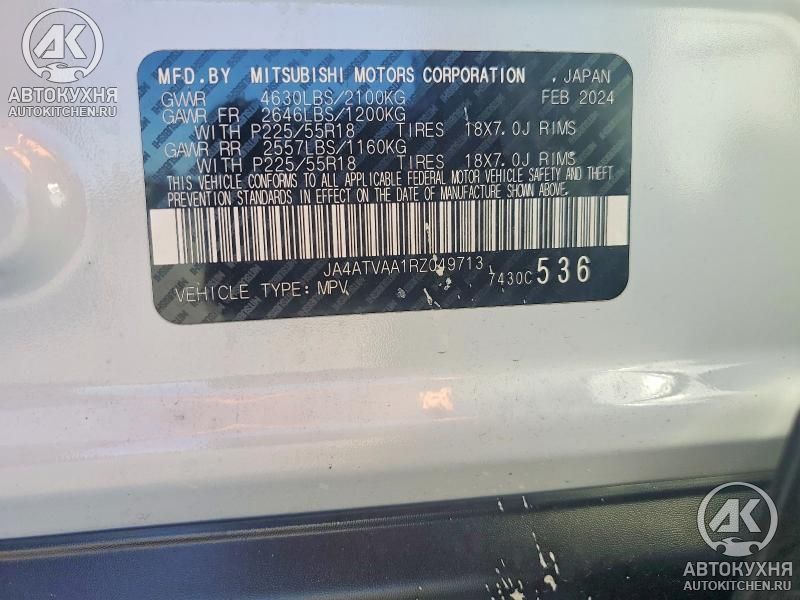 АК
АВТОКУХНЯ
AUTOKITCHEN.RU
MFD.BY MITSUBISHI MOTORS CORPORATION , JAPAN
GVWR 4630LBS/2100KG FEB 2024
GAWR FR 2646LBS/1200KG
WITH P225/55R18 TIRES 18X7.0J RIMS
GAWR RR 2557LBS/1160KG
WITH P225/55R18 TIRES 18X7.0J RIMS
THIS VEHICLE CONFORMS TO ALL APPLICABLE FEDERAL MOTOR VEHICLE SAFETY AND THEFT
PREVENTION STANDARDS IN EFFECT ON THE DATE OF MANUFACTURE SHOWN ABOVE.
JA4ATVAA1RZ049713
VEHICLE TYPE: MPV 7430C 536
АК
АВТОКУХНЯ
AUTOKITCHEN.RU